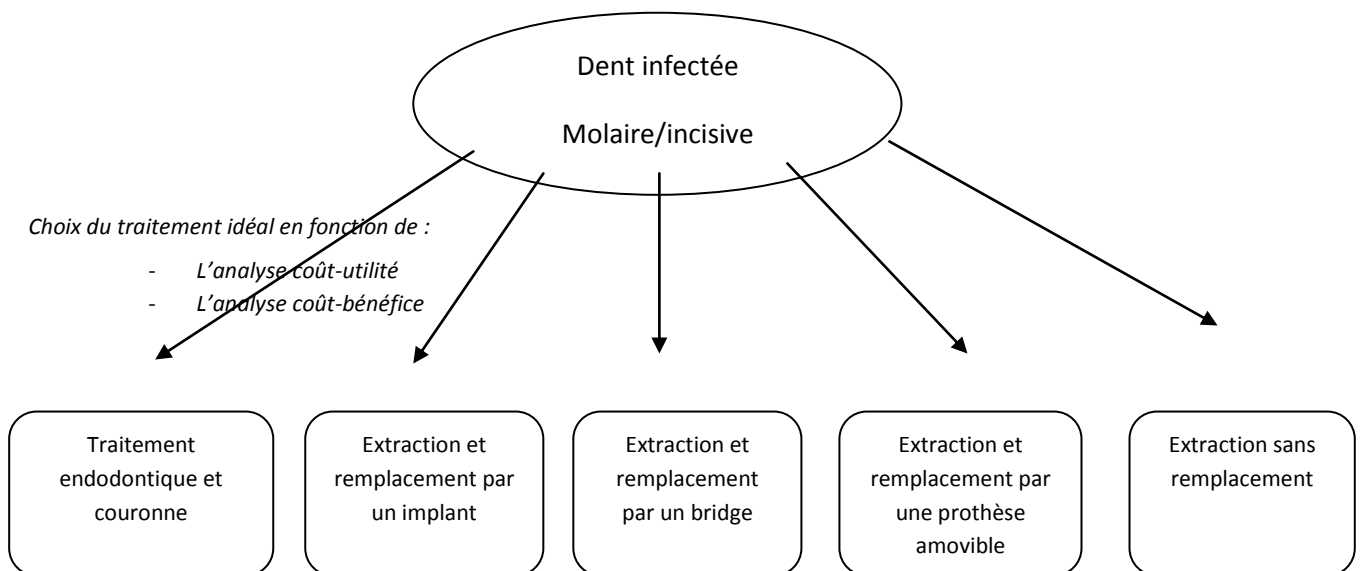 Dent infectée
Molaire/incisive
Choix du traitement idéal en fonction de :
- L’analyse coût-utilité
- L’analyse coût-bénéfice
Traitement
endodontique et
couronne
Extraction et
remplacement par
un implant
Extraction et
remplacement
par un bridge
Extraction et
remplacement par
une prothèse
amovible
Extraction sans
remplacement